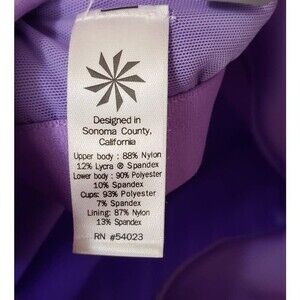 Designed in
Sonoma County,
California
Upper body : 88% Nylon
12% Lycra ® Spandex
Lower body : 90% Polyester
10% Spandex
Cups: 93% Polyester
7% Spandex
Lining: 87% Nylon
13% Spandex
RN #54023